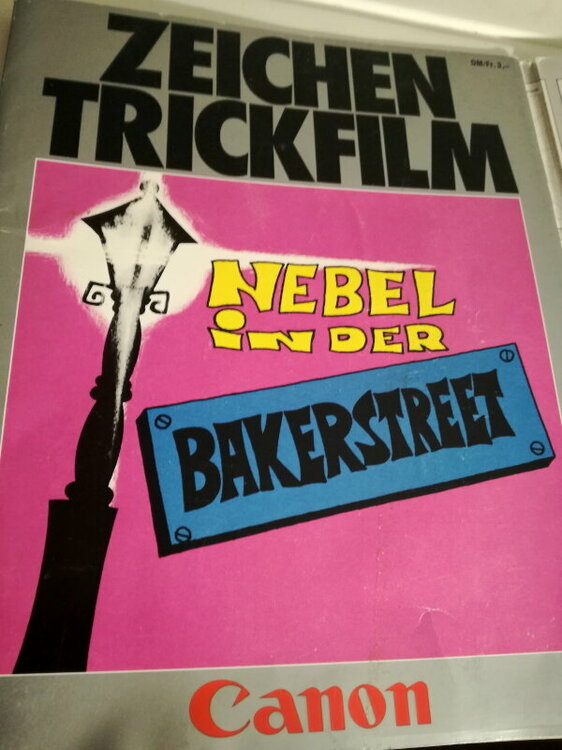 DM/Fr. 3,-
ZEICHEN
TRICKFILM
NEBEL
iN DER
BAKERSTREET
Canon